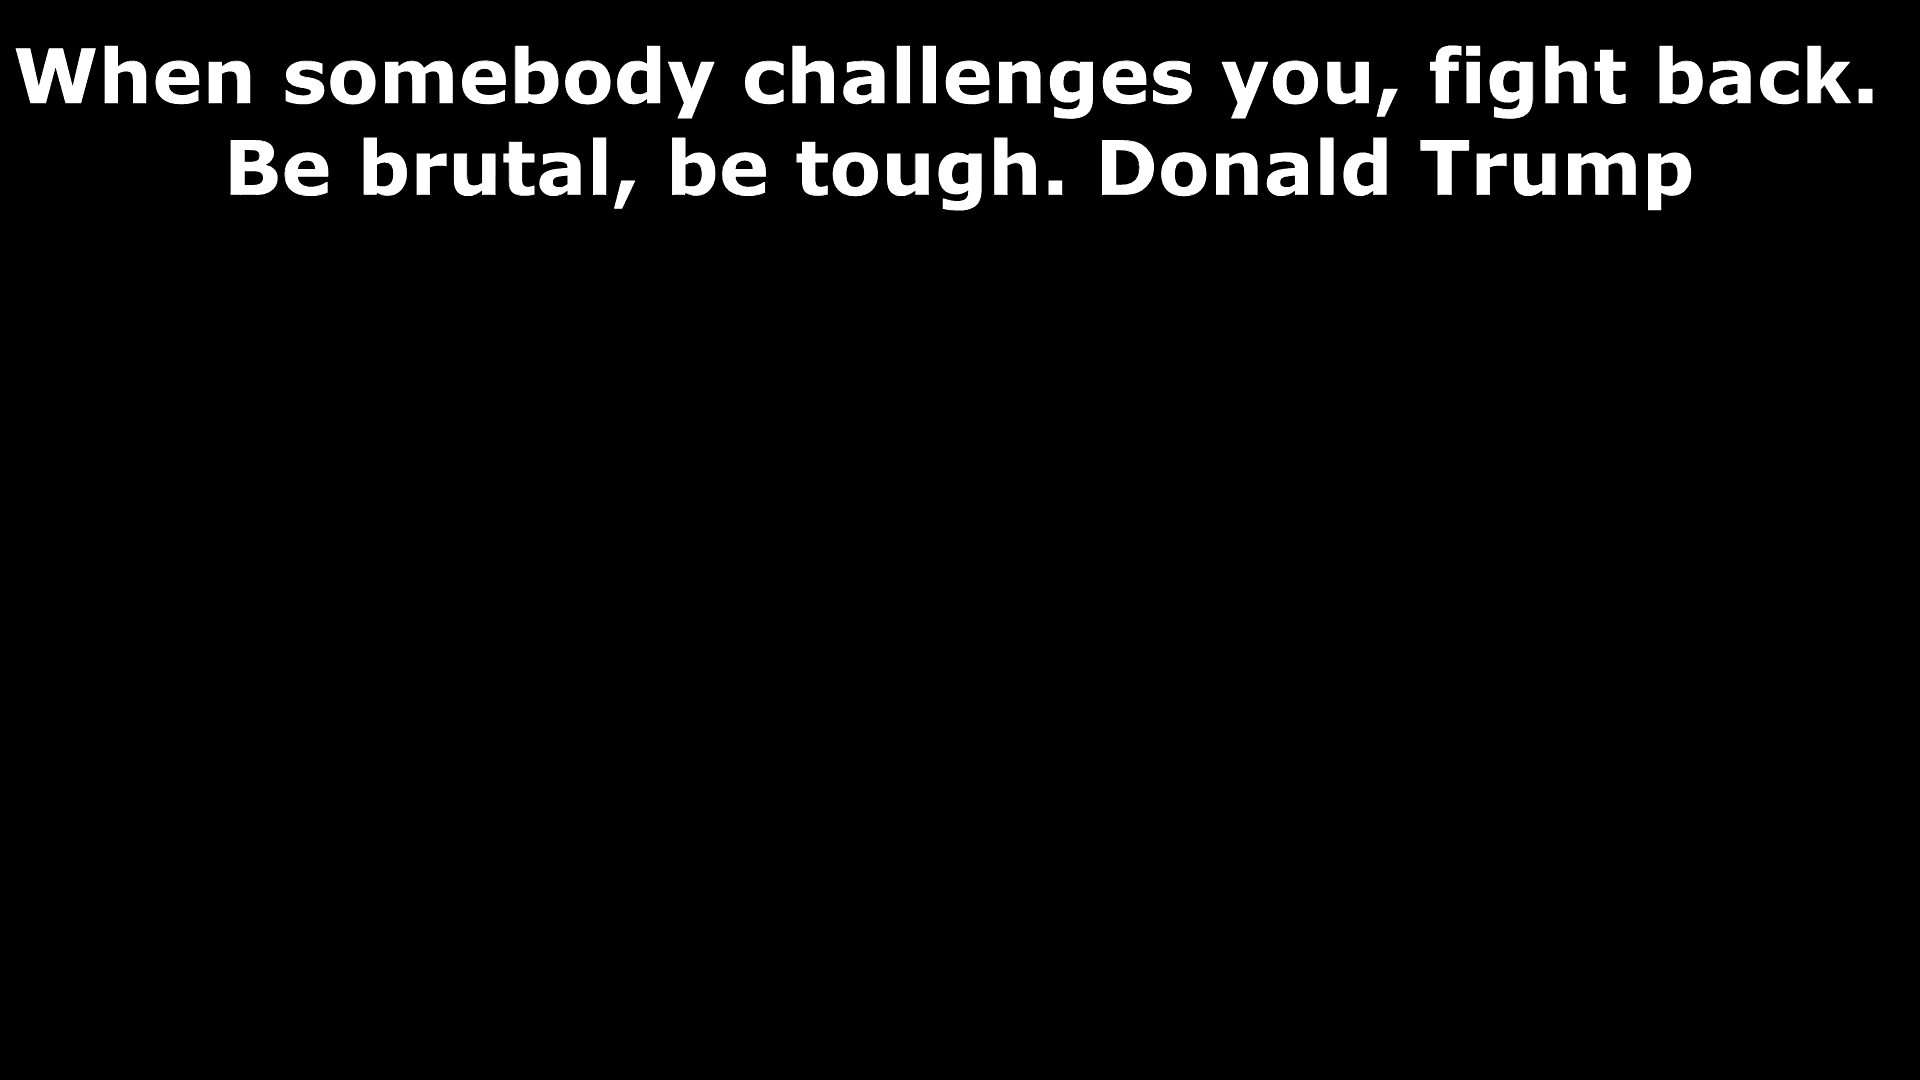 When somebody challenges you, fight back.
Be brutal, be tough. Donald Trump